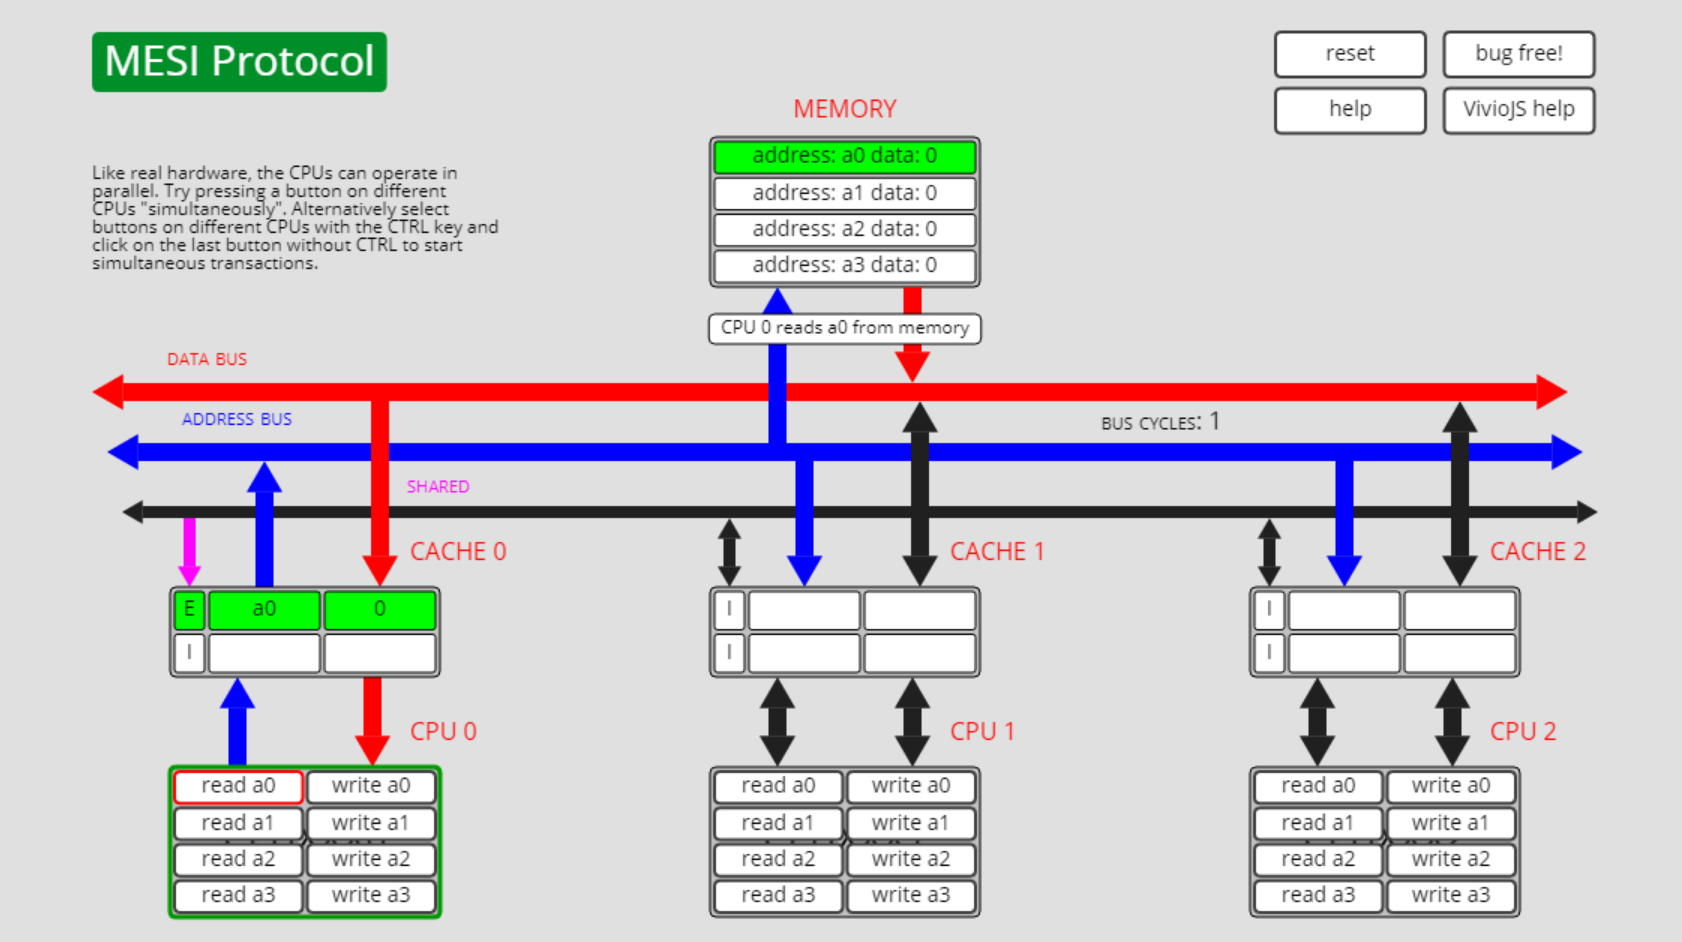 MESI Protocol
reset
bug free!
help
VivioJS help
Like real hardware, the CPUs can operate in
parallel. Try pressing a button on different
CPUs "simultaneously". Alternatively select
buttons on different CPUs with the CTRL key and
click on the last button without CTRL to start
simultaneous transactions.
MEMORY
address: a0 data: 0
address: a1 data: 0
address: a2 data: 0
address: a3 data: 0
CPU 0 reads a0 from memory
DATA BUS
ADDRESS BUS
BUS CYCLES: 1
SHARED
CACHE 0
CACHE 1
CACHE 2
E a0 0
I
I
I
I
I
CPU 0
CPU 1
CPU 2
read a0 write a0
read a1 write a1
read a2 write a2
read a3 write a3
read a0 write a0
read a1 write a1
read a2 write a2
read a3 write a3
read a0 write a0
read a1 write a1
read a2 write a2
read a3 write a3